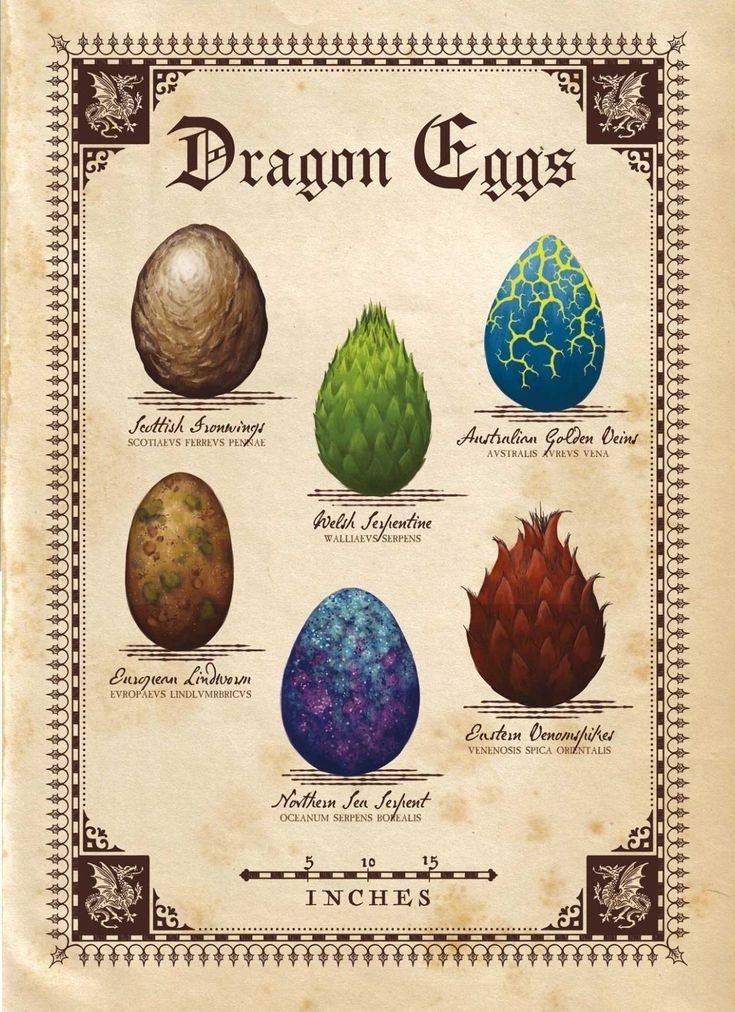 Dragon Eggs
Scottish Ironwings
SCOTIAEVS FERREVS PENNAE
Australian Golden Veins
AVSTRALIS AVREVS VENA
Welsh Serpentine
WALLIAEVS SERPENS
European Lindworm
EVROPAEVS LINDLVMRBRICVS
Eastern Venomspikes
VENENOSIS SPICA ORIENTALIS
Northern Sea Serpent
OCEANUM SERPENS BOREALIS
5 10 15
INCHES